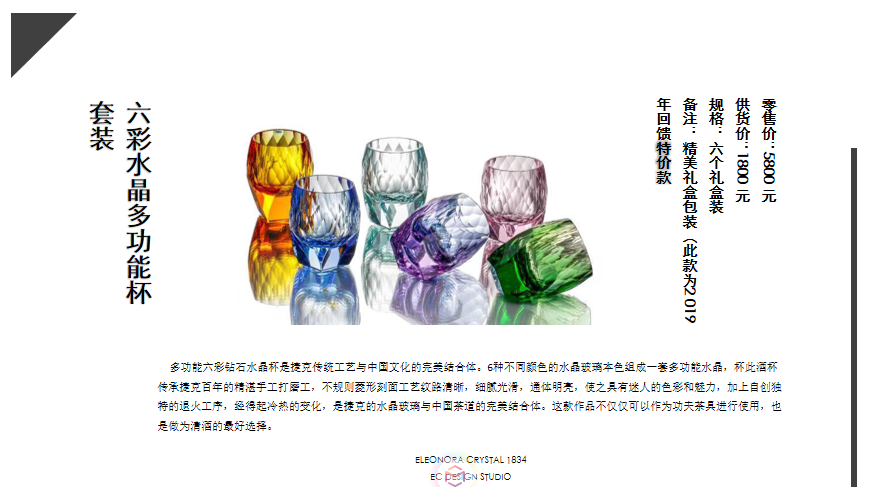 六彩水晶多功能杯
套装
零售价：5800 元
供货价：1800 元
规格：六个礼盒装
备注：精美礼盒包装（此款为2019
年回馈特价款
多功能六彩钻石水晶杯是捷克传统工艺与中国文化的完美结合体。6种不同颜色的水晶玻璃本色组成一套多功能水晶，杯此酒杯
传承捷克百年的精湛手工打磨工，不规则菱形刻面工艺纹路清晰，细腻光滑，通体明亮，使之具有迷人的色彩和魅力，加上自创独
特的退火工序，经得起冷热的变化，是捷克的水晶玻璃与中国茶道的完美结合体。这款作品不仅仅可以作为功夫茶具进行使用，也
是做为清酒的最好选择。
ELEONORA CRYSTAL 1834
EC DESIGN STUDIO